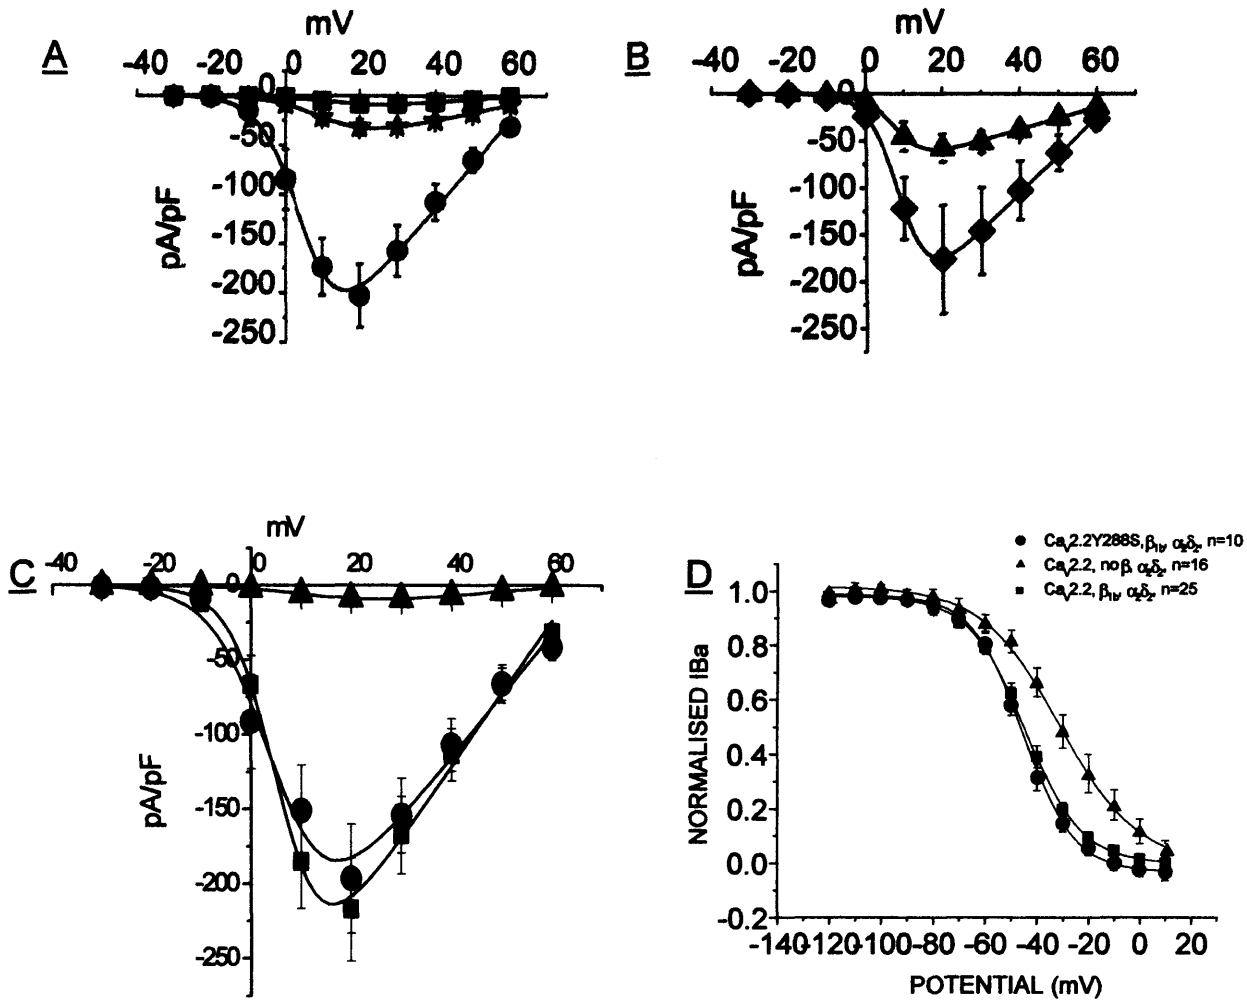 A
mV
-40 -20 0 20 40 60
0
-50
-100
-150
-200
-250
pA/pF
B
mV
-40 -20 0 20 40 60
0
-50
-100
-150
-200
-250
pA/pF
C
mV
-40 -20 0 20 40 60
0
-50
-100
-150
-200
-250
pA/pF
D
CaV2.2Y288S, β1b, α2δ2, n=10
CaV2.2, no β, α2δ2, n=16
CaV2.2, β1b, α2δ2, n=25
1.0
0.8
0.6
0.4
0.2
0.0
-0.2
NORMALISED IBa
-140 -120 -100 -80 -60 -40 -20 0 20
POTENTIAL (mV)